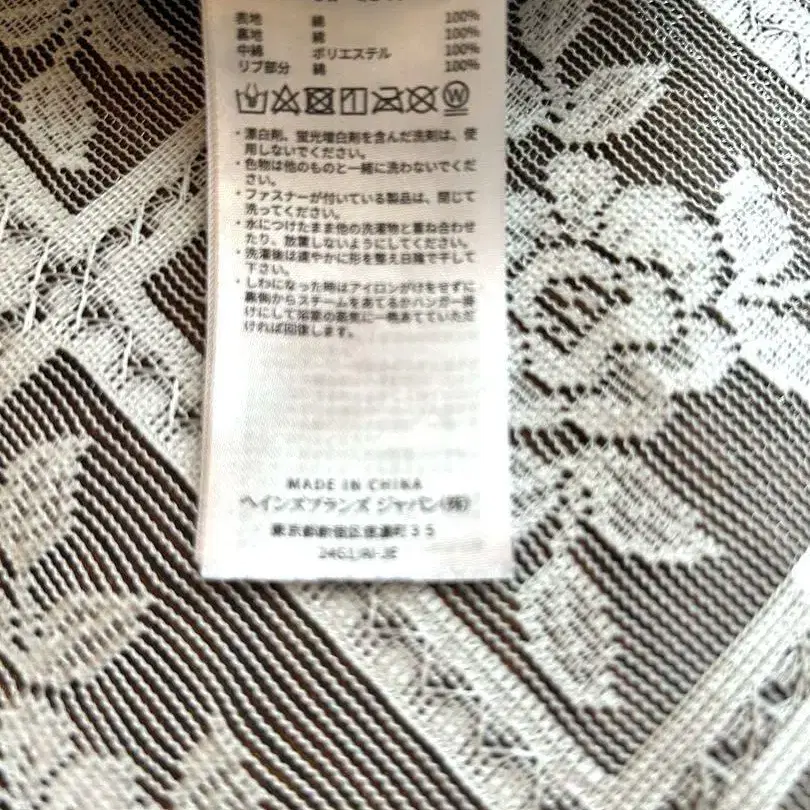 表地 綿 100%
裏地 綿 100%
中綿 ポリエステル 100%
リブ部分 綿 100%
W
・漂白剤、蛍光増白剤を含んだ洗剤は、使
用しないでください。
・色物は他のものと一緒に洗わないでくだ
さい。
・ファスナーが付いている製品は、閉じて
洗ってください。
・水につけたまま他の洗濯物と重ね合わせ
たり、放置しないようにしてください。
・洗濯後は速やかに形を整え日陰で干して
下さい。
・しわになった時はアイロンがけをせずに
裏側からスチームをあてるかハンガー掛
けにして浴室の蒸気に一晩あてていただ
ければ回復します。
MADE IN CHINA
ヘインズブランズ ジャパン(株)
東京都新宿区信濃町35